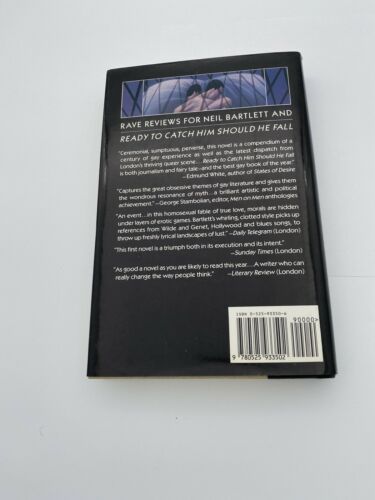 RAVE REVIEWS FOR NEIL BARTLETT AND
READY TO CATCH HIM SHOULD HE FALL
"Ceremonial, sumptuous, perverse, this novel is a compendium of a
century of gay experience as well as the latest dispatch from
London's thriving queer scene....Ready to Catch Him Should He Fall
is both journalism and fairy tale—and the best gay book of the year."
—Edmund White, author of States of Desire
"Captures the great obsessive themes of gay literature and gives them
the wondrous resonance of myth...a brilliant artistic and political
achievement."—George Stambolian, editor, Men on Men anthologies
"An event...in this homosexual fable of true love, morals are hidden
under layers of erotic games. Bartlett's whirling, clotted style picks up
references from Wilde and Genet, Hollywood and blues songs, to
throw up freshly lyrical landscapes of lust." —Daily Telegram (London)
"This first novel is a triumph both in its execution and its intent."
—Sunday Times (London)
"As good a novel as you are likely to read this year....A writer who can
really change the way people think."
—Literary Review (London)
ISBN 0-525-93350-6
90000>
9 780525 933502